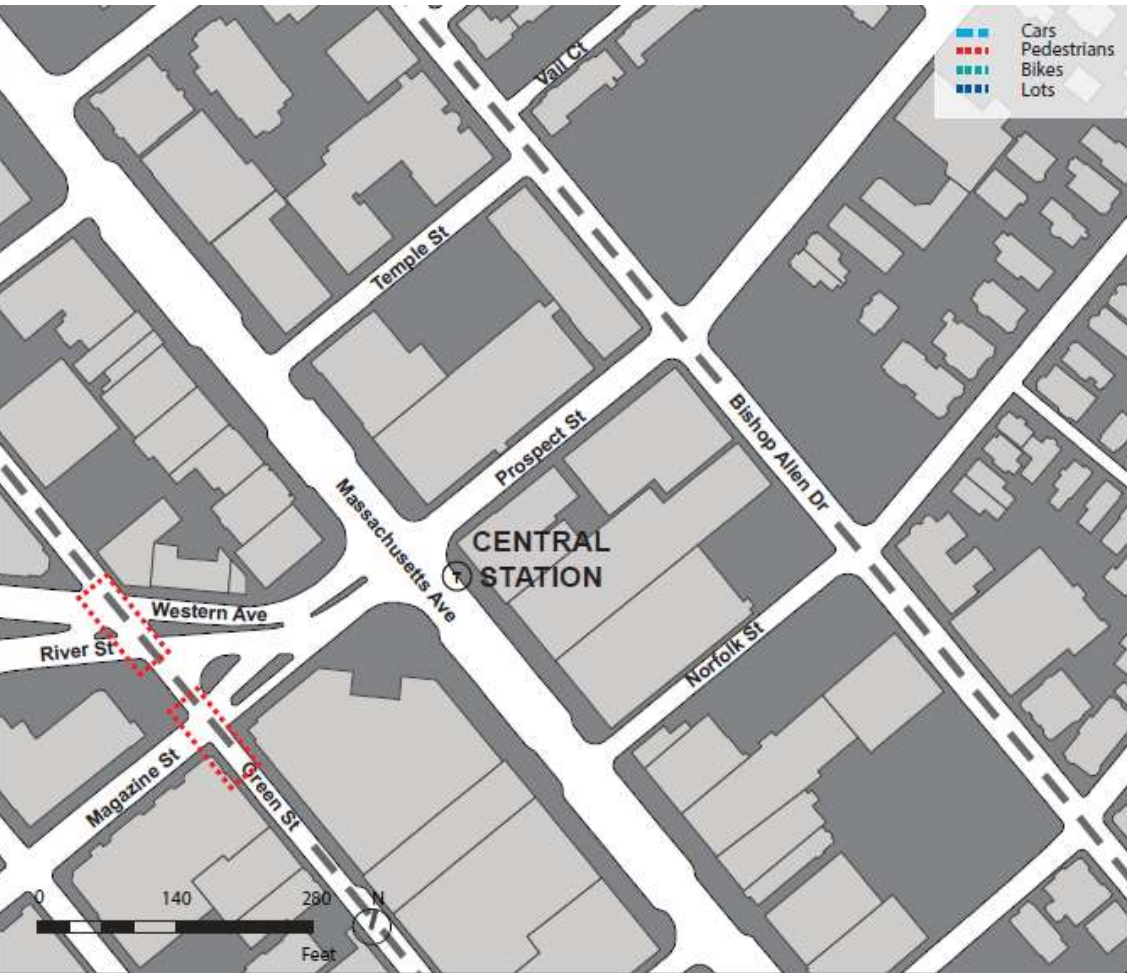 Cars
Pedestrians
Bikes
Lots
Vail Ct
Temple St
Prospect St
Bishop Allen Dr
Massachusetts Ave
CENTRAL
T STATION
Western Ave
River St
Norfolk St
Magazine St
Green St
0 140 280 N
Feet